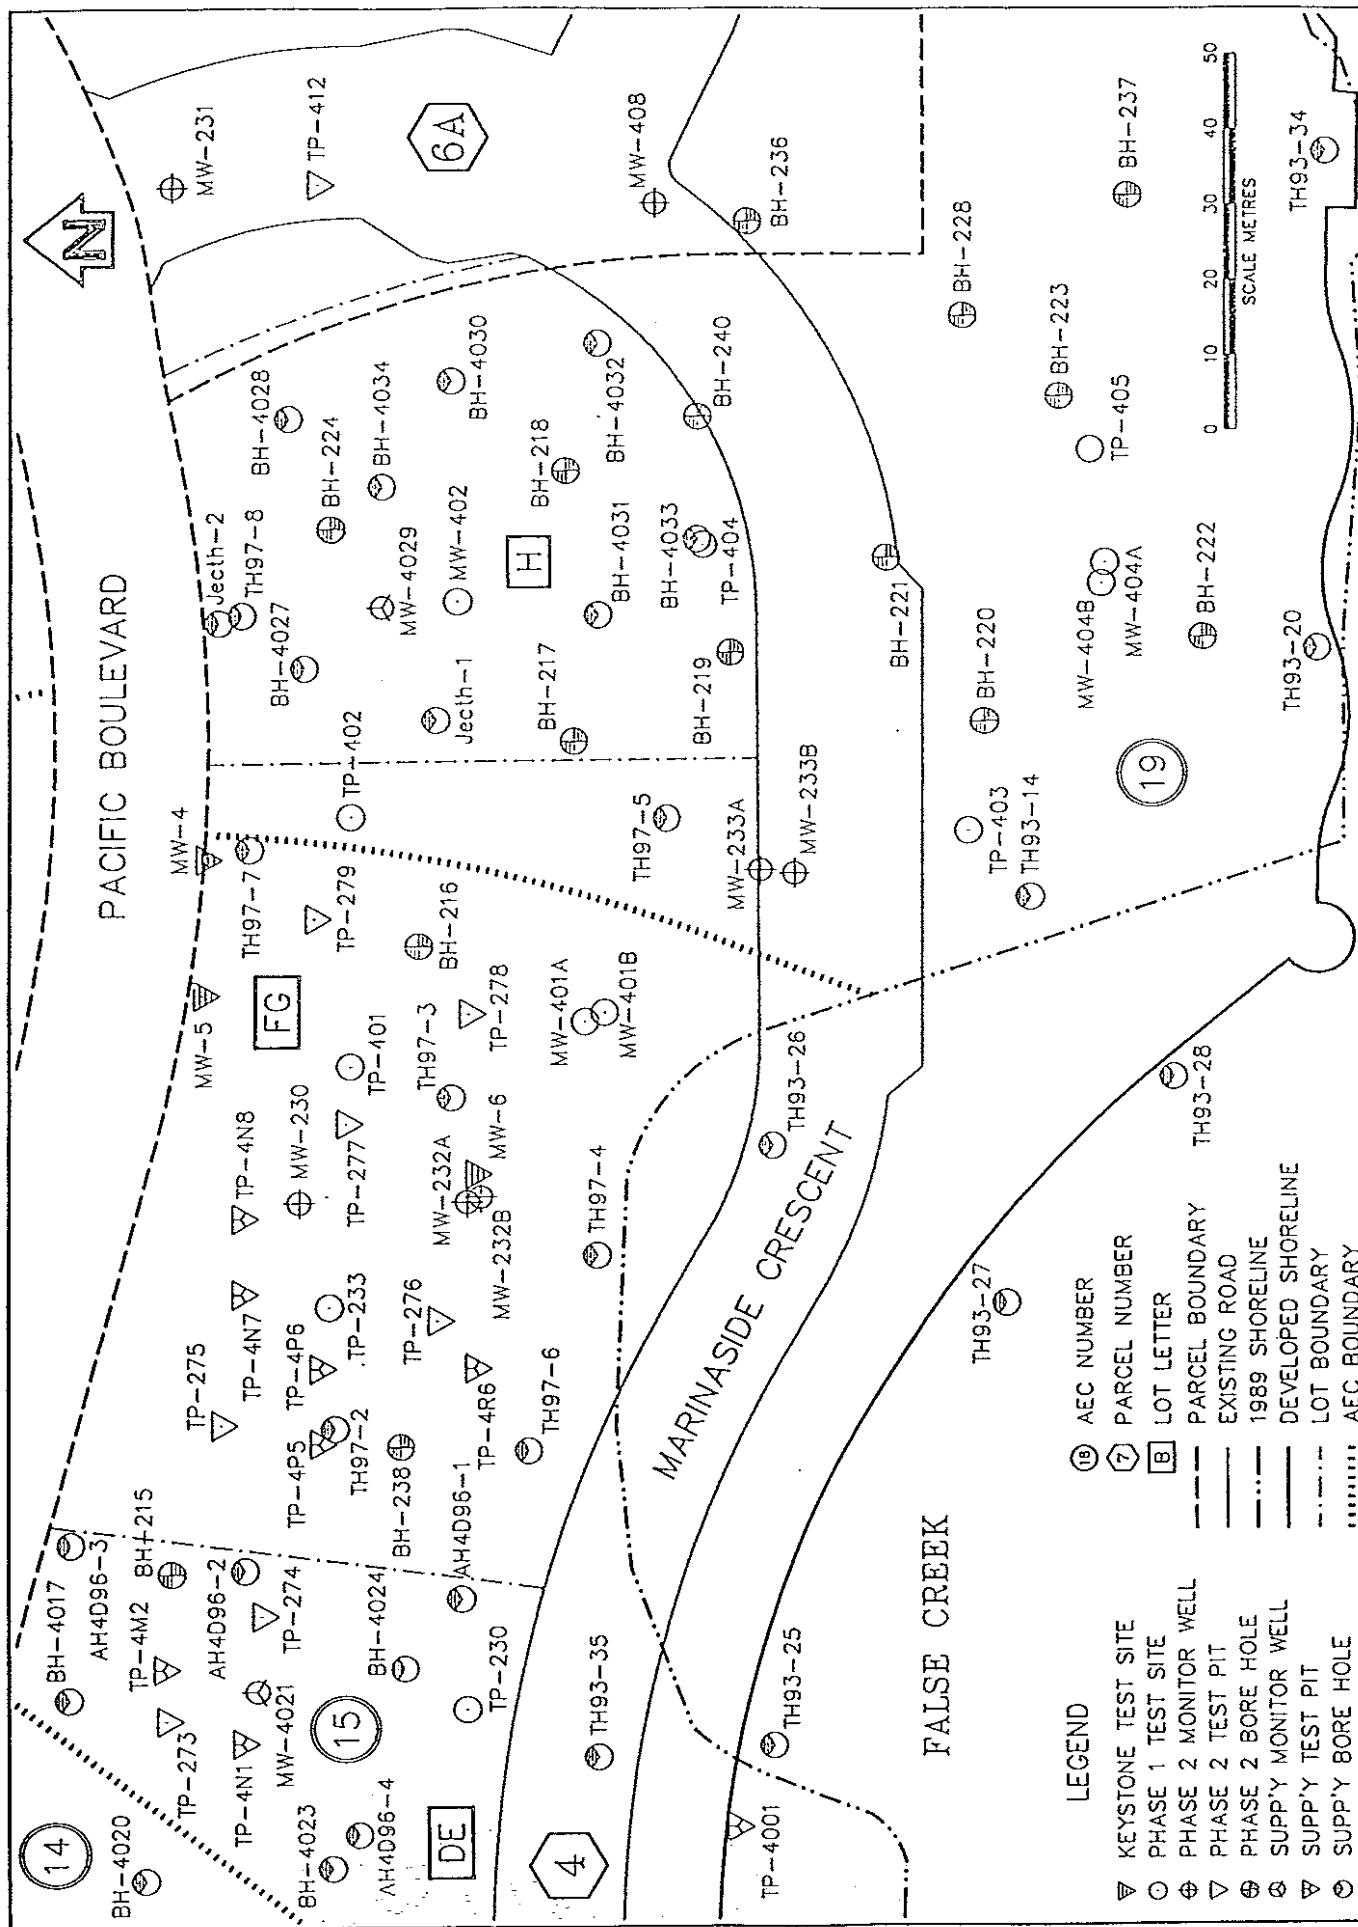 PACIFIC BOULEVARD
N
14
BH-4020
BH-4017
AH4D96-3
TP-4M2
BH-215
TP-273
AH4D96-2
TP-4N1
TP-274
MW-4021
15
BH-4023
AH4D96-4
BH-4024
AH4D96-1
TP-230
DE
4
TH93-35
TH93-25
TP-4001
TP-275
TP-4N7
TP-4N8
TP-4P6
TP-4P5
TH97-2
TP-233
MW-230
TP-277
BH-238
TP-276
TP-4R6
TH97-6
MW-232A
MW-232B
MW-6
TH97-4
MW-5
FG
TP-401
TH97-3
TP-278
MW-401A
MW-401B
MW-4
TH97-7
TP-279
BH-216
TP-402
TH97-5
MW-233A
MW-233B
TH93-26
MARINASIDE CRESCENT
Jecth-2
TH97-8
BH-4027
BH-224
BH-4028
BH-4034
MW-4029
MW-402
BH-4030
Jecth-1
BH-217
H
BH-218
BH-4031
BH-4032
BH-4033
TP-404
BH-219
BH-240
BH-221
MW-231
TP-412
6A
MW-408
BH-236
BH-228
BH-237
BH-223
TP-405
BH-220
MW-404B
MW-404A
BH-222
TP-403
TH93-14
19
TH93-20
TH93-34
TH93-27
TH93-28
FALSE CREEK
0 10 20 30 40 50
SCALE METRES
LEGEND
KEYSTONE TEST SITE
PHASE 1 TEST SITE
PHASE 2 MONITOR WELL
PHASE 2 TEST PIT
PHASE 2 BORE HOLE
SUPP'Y MONITOR WELL
SUPP'Y TEST PIT
SUPP'Y BORE HOLE
18 AEC NUMBER
7 PARCEL NUMBER
B LOT LETTER
PARCEL BOUNDARY
EXISTING ROAD
1989 SHORELINE
DEVELOPED SHORELINE
LOT BOUNDARY
AEC BOUNDARY